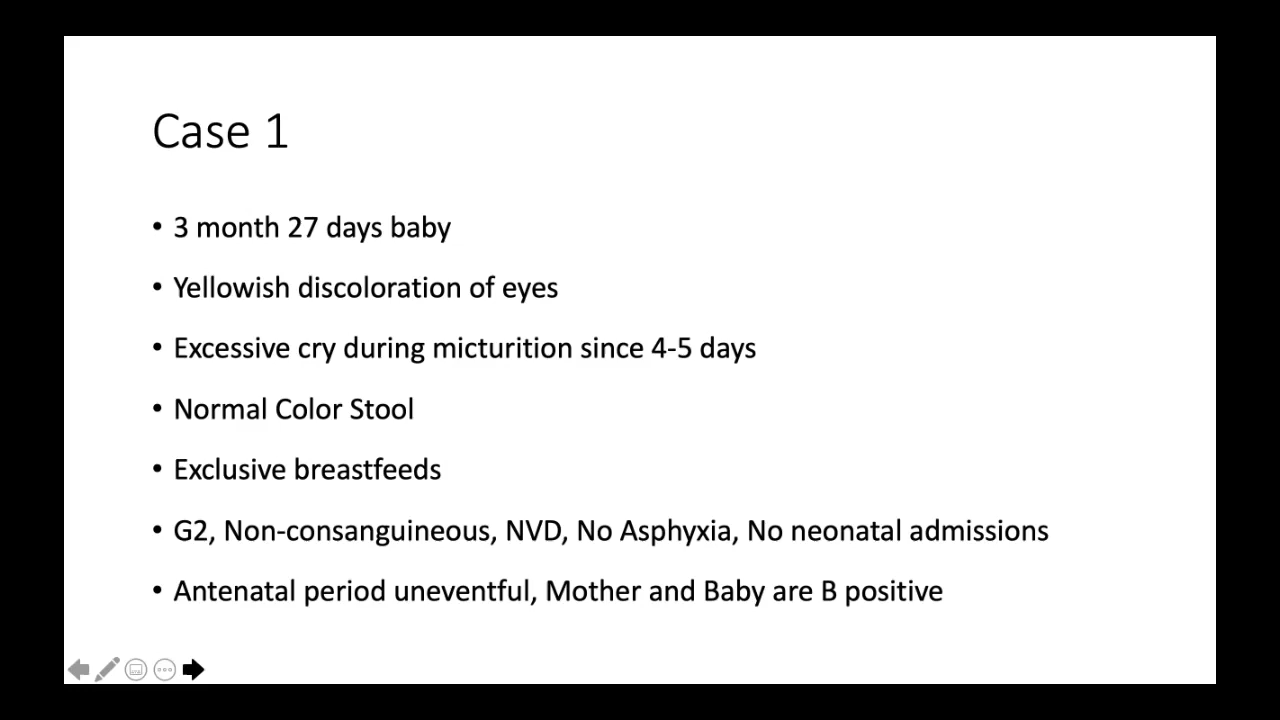 Case 1
• 3 month 27 days baby
• Yellowish discoloration of eyes
• Excessive cry during micturition since 4-5 days
• Normal Color Stool
• Exclusive breastfeeds
• G2, Non-consanguineous, NVD, No Asphyxia, No neonatal admissions
• Antenatal period uneventful, Mother and Baby are B positive